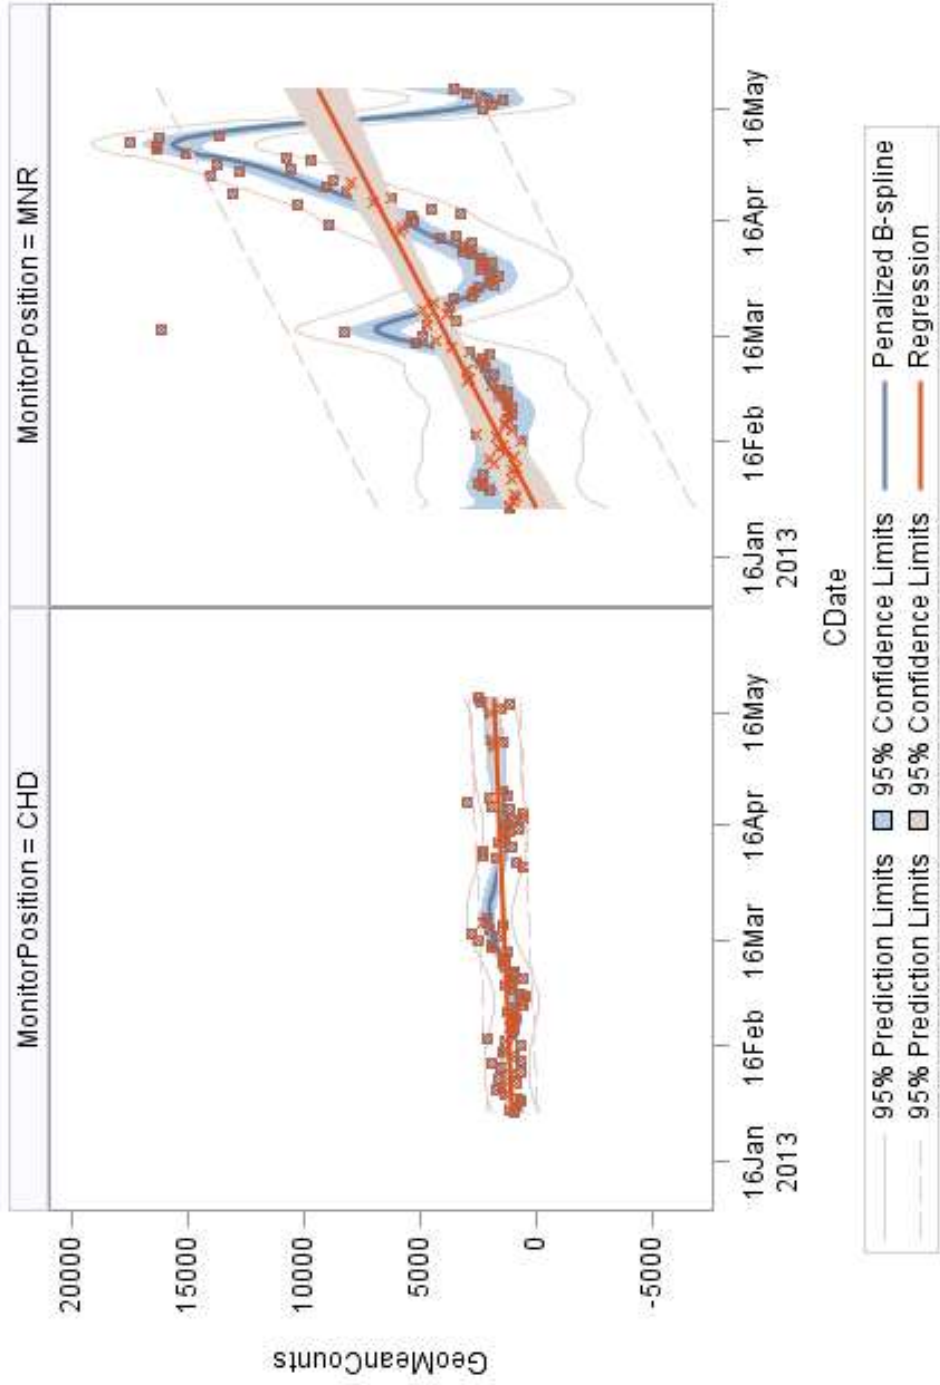 MonitorPosition = CHD
MonitorPosition = MNR
GeoMeanCounts
20000
15000
10000
5000
0
-5000
16Jan
2013
16Feb
16Mar
16Apr
16May
16Jan
2013
16Feb
16Mar
16Apr
16May
CDate
95% Prediction Limits
95% Confidence Limits
Penalized B-spline
95% Prediction Limits
95% Confidence Limits
Regression